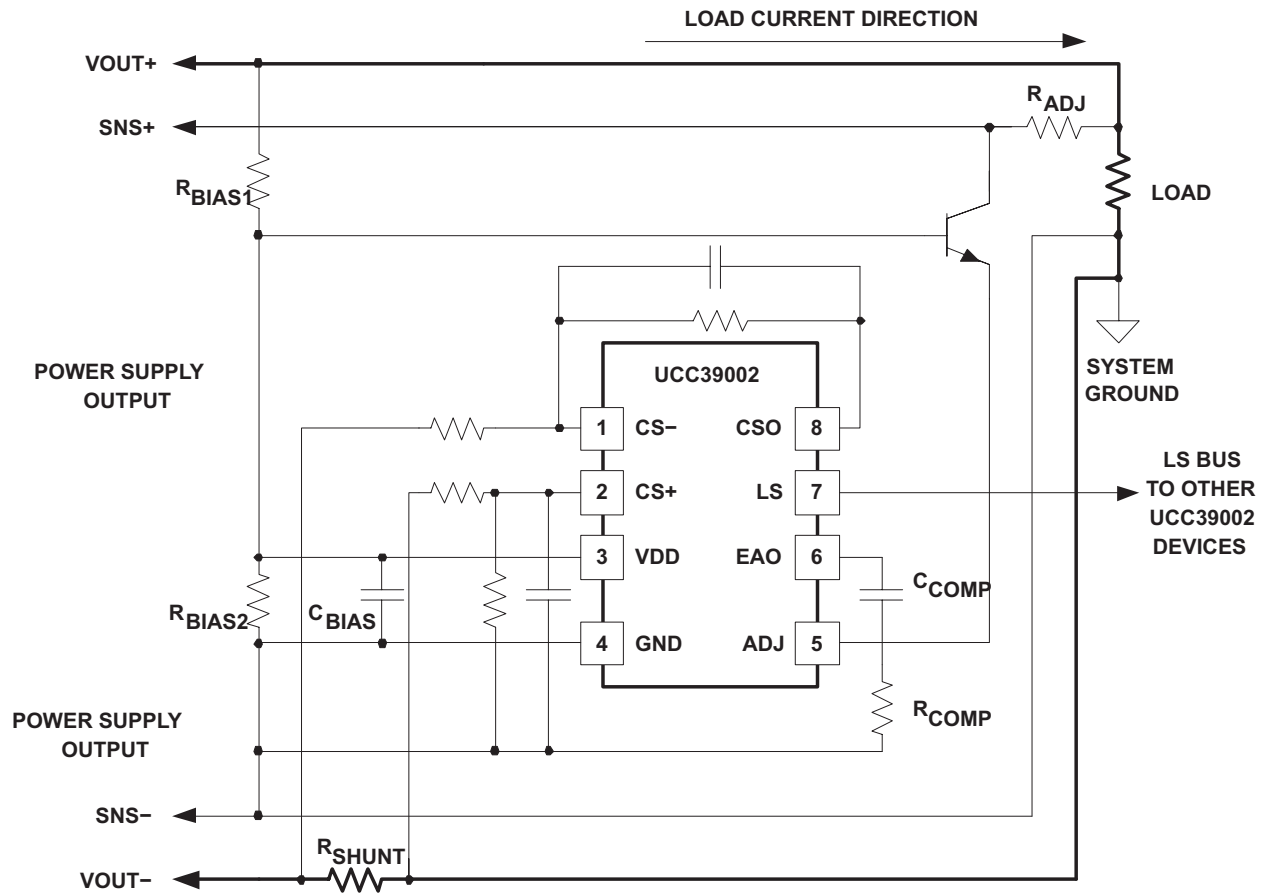 LOAD CURRENT DIRECTION
VOUT+
SNS+
RADJ
RBIAS1
LOAD
POWER SUPPLY
OUTPUT
UCC39002
SYSTEM
GROUND
1 CS−
CSO 8
2 CS+
LS 7
LS BUS
TO OTHER
UCC39002
DEVICES
3 VDD
EAO 6
CCOMP
RBIAS2
CBIAS
4 GND
ADJ 5
RCOMP
POWER SUPPLY
OUTPUT
SNS−
RSHUNT
VOUT−